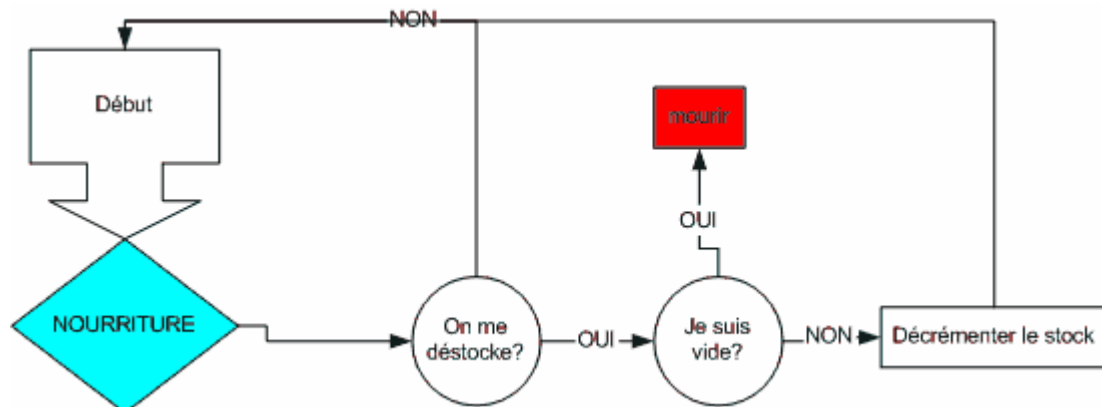 NON
Début
mourir
OUI
NOURRITURE
On me
déstocke?
OUI
Je suis
vide?
NON
Décrémenter le stock